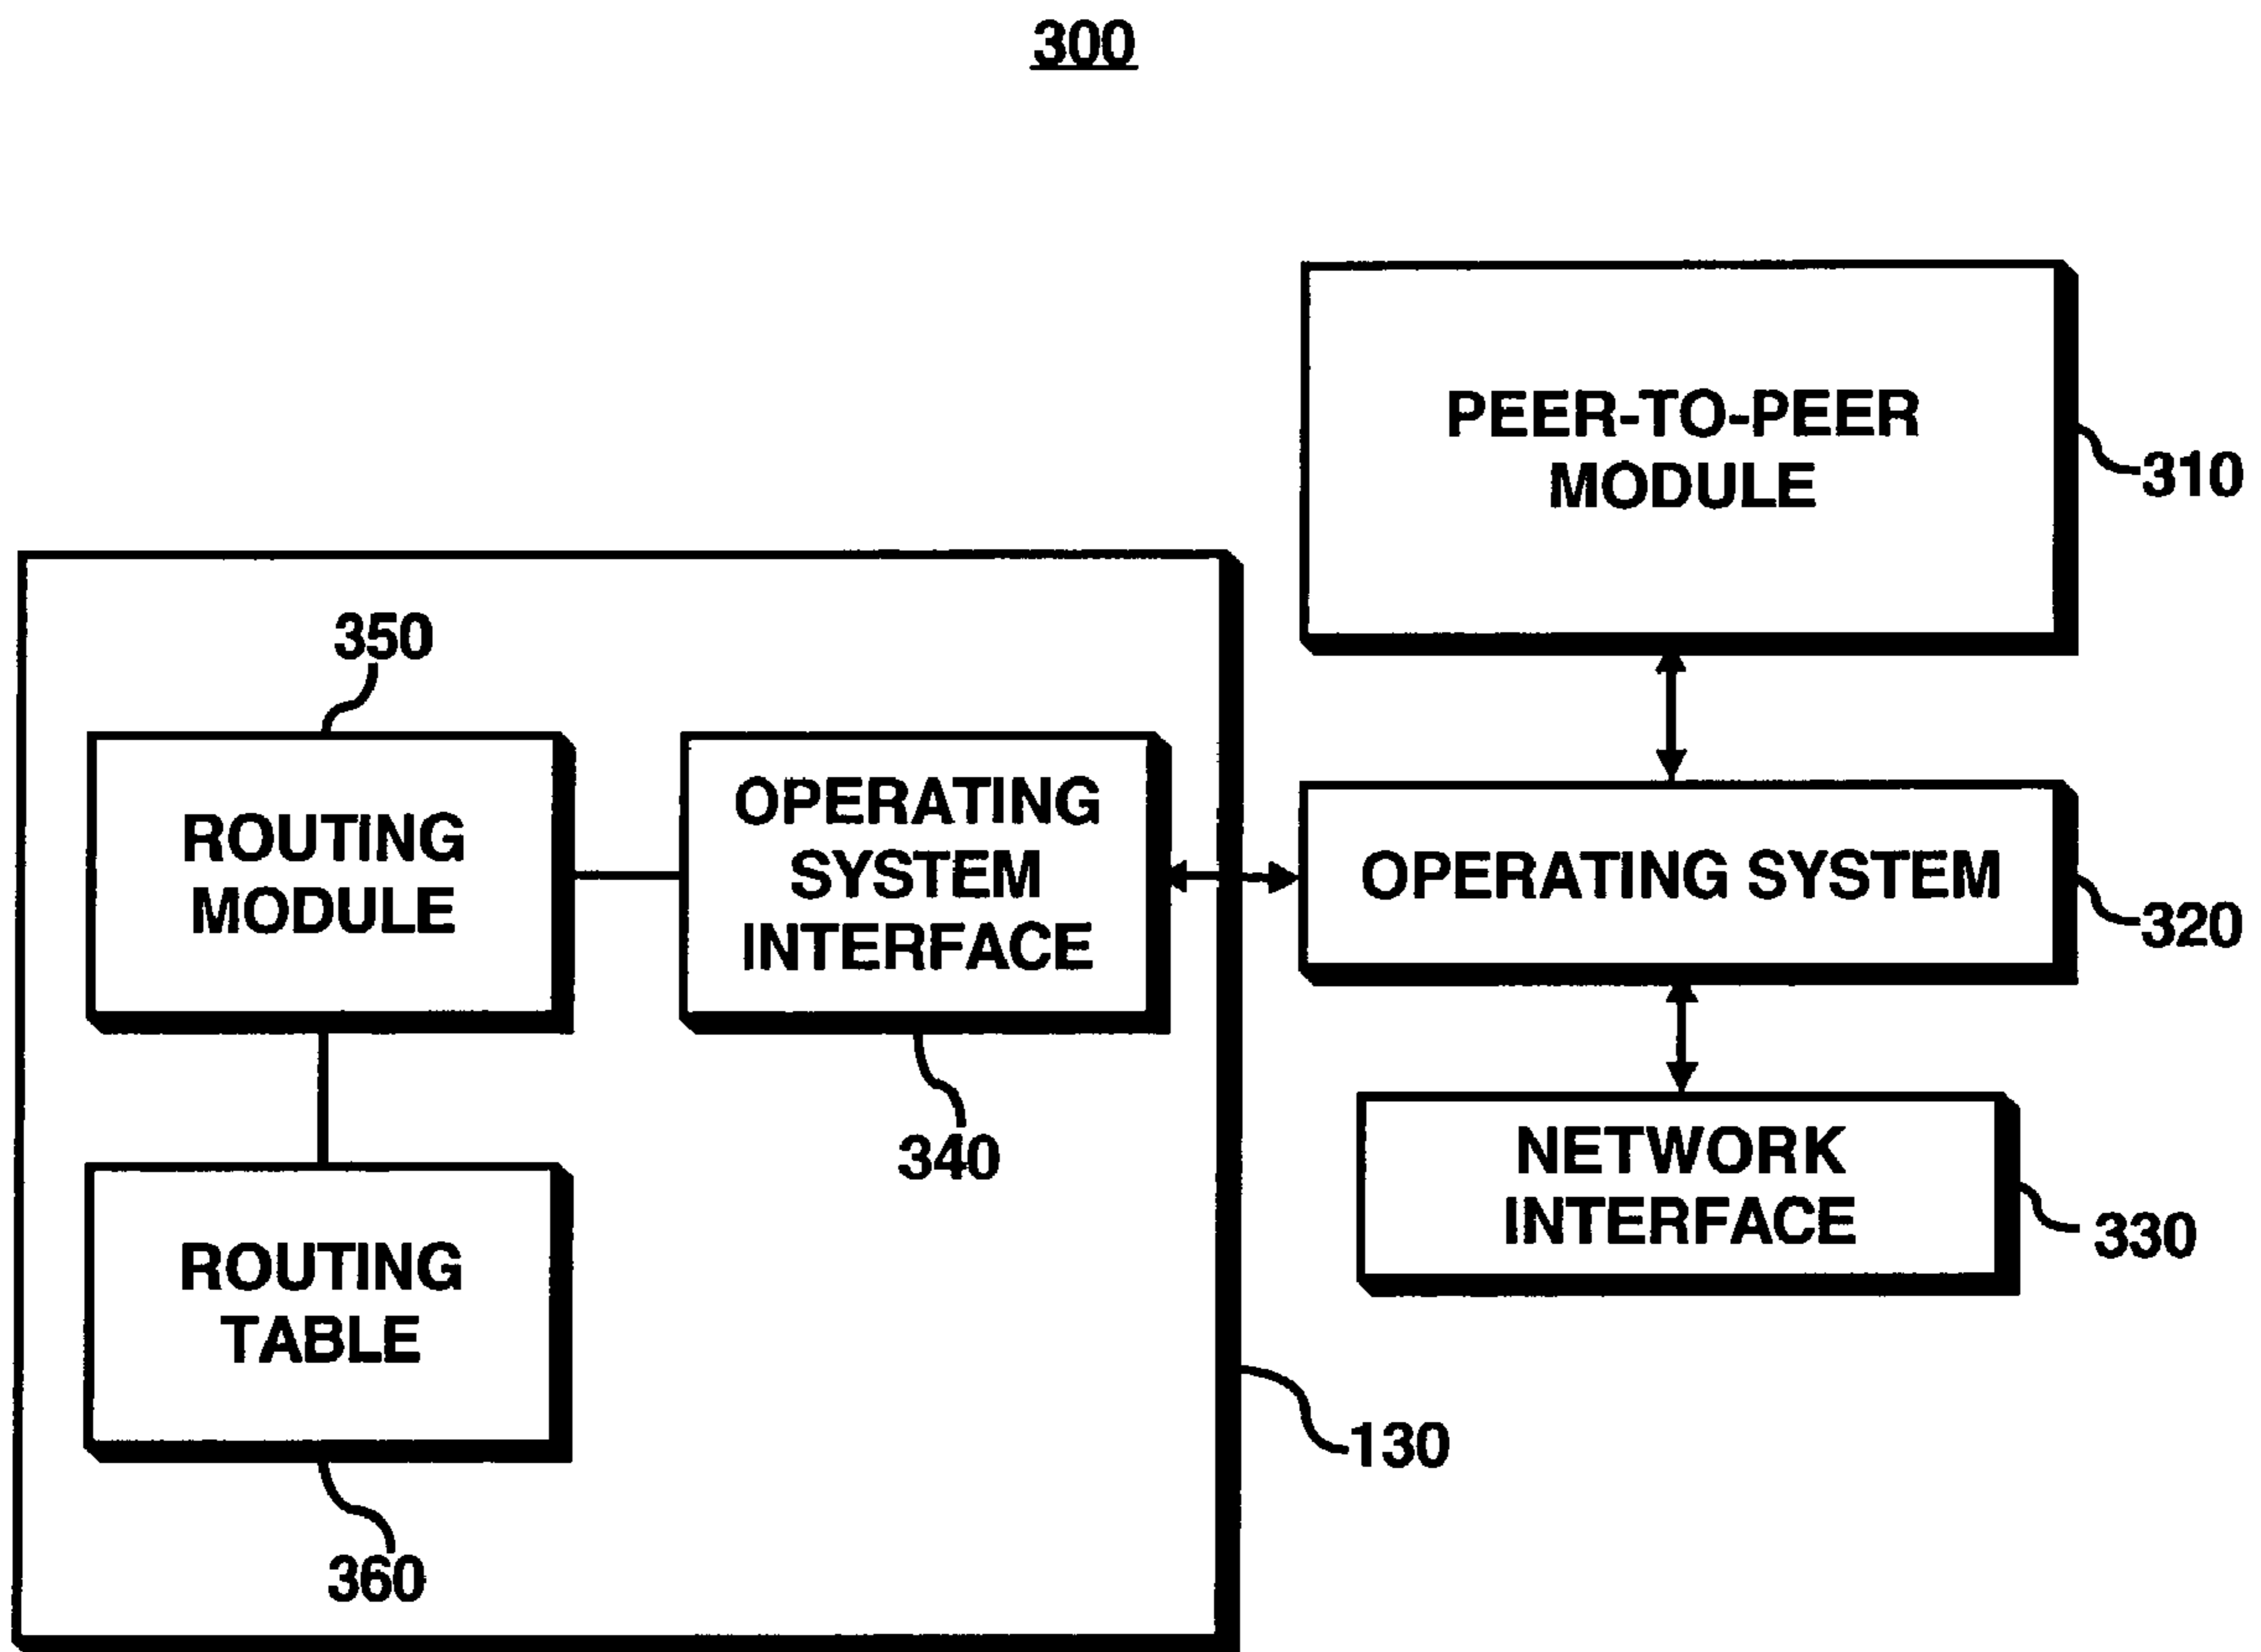 300
PEER-TO-PEER
MODULE
310
350
ROUTING
MODULE
OPERATING
SYSTEM
INTERFACE
OPERATING SYSTEM
320
340
NETWORK
INTERFACE
330
ROUTING
TABLE
130
360